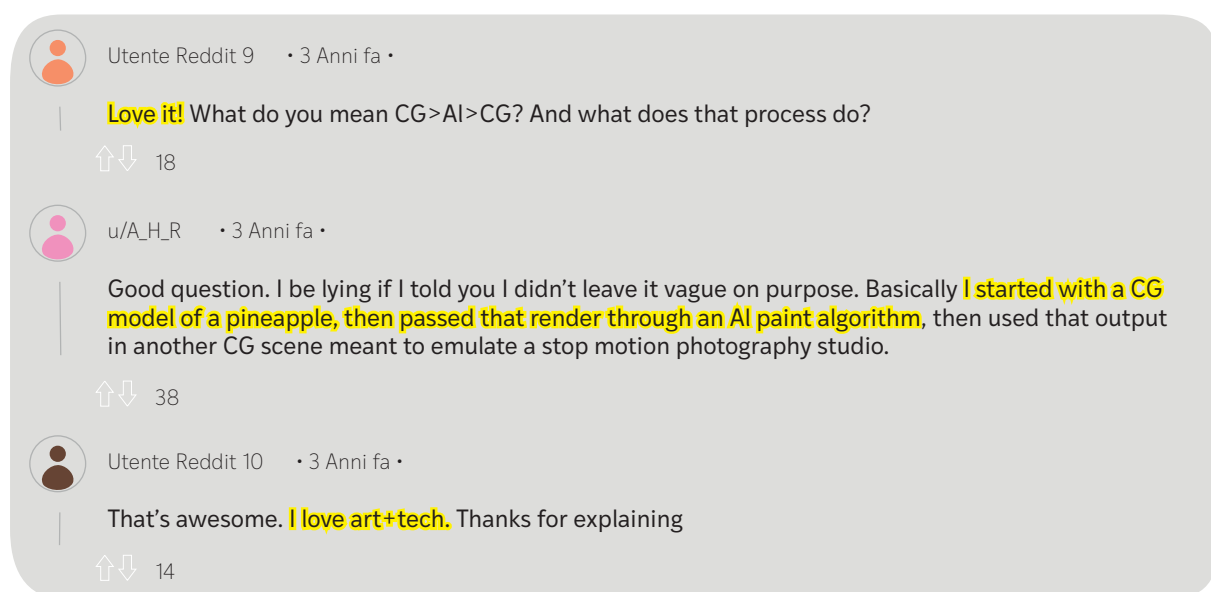 Utente Reddit 9 • 3 Anni fa •
Love it! What do you mean CG>AI>CG? And what does that process do?
18
u/A_H_R • 3 Anni fa •
Good question. I be lying if I told you I didn’t leave it vague on purpose. Basically I started with a CG
model of a pineapple, then passed that render through an AI paint algorithm, then used that output
in another CG scene meant to emulate a stop motion photography studio.
38
Utente Reddit 10 • 3 Anni fa •
That’s awesome. I love art+tech. Thanks for explaining
14